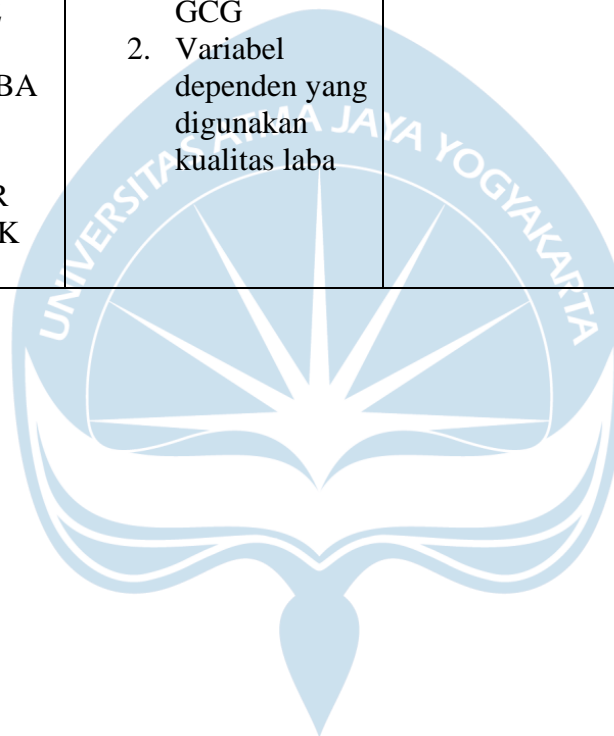 GCG
2. Variabel
BA
dependen yang
digunakan
kualitas laba
R
K
UNIVERSITAS ATMA JAYA YOGYAKARTA